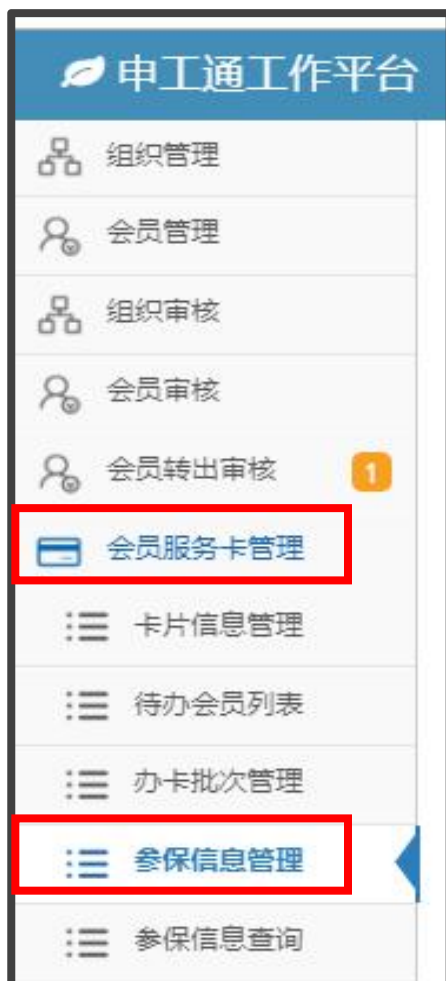 申工通工作平台
组织管理
会员管理
组织审核
会员审核
会员转出审核 1
会员服务卡管理
卡片信息管理
待办会员列表
办卡批次管理
参保信息管理
参保信息查询